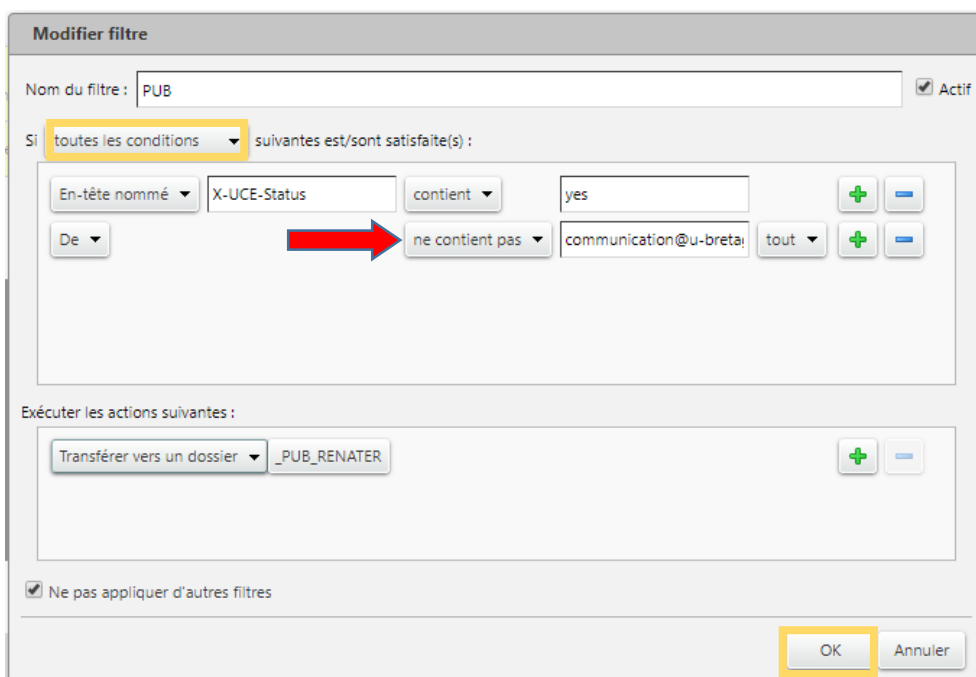 Modifier filtre
Nom du filtre : PUB Actif
Si toutes les conditions suivantes est/sont satisfaite(s) :
En-tête nommé X-UCE-Status contient yes
De ne contient pas communication@u-bretag tout
Exécuter les actions suivantes :
Transférer vers un dossier _PUB_RENATER
Ne pas appliquer d'autres filtres
OK Annuler